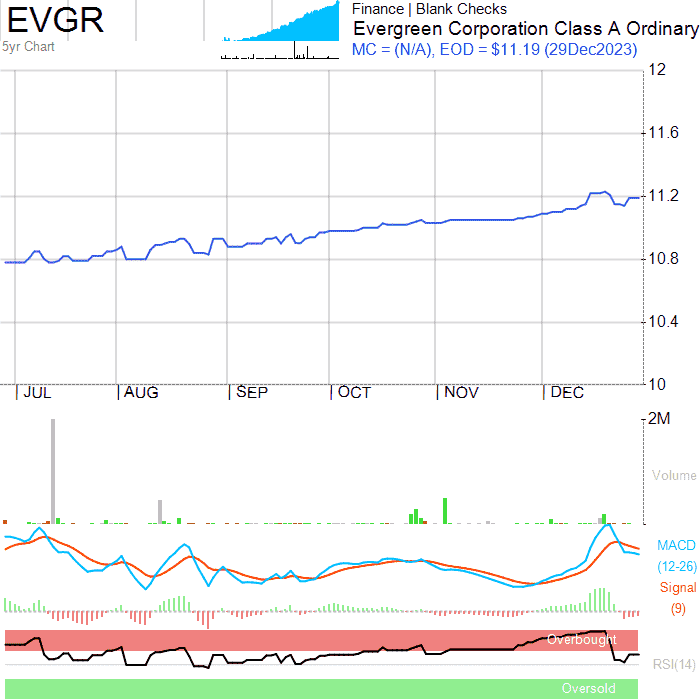 EVGR
5yr Chart
Finance | Blank Checks
Evergreen Corporation Class A Ordinary
MC = (N/A), EOD = $11.19 (29Dec2023)
12
11.6
11.2
10.8
10.4
10
| JUL | AUG | SEP | OCT | NOV | DEC
2M
Volume
MACD
(12-26)
Signal
(9)
Overbought
RSI(14)
Oversold